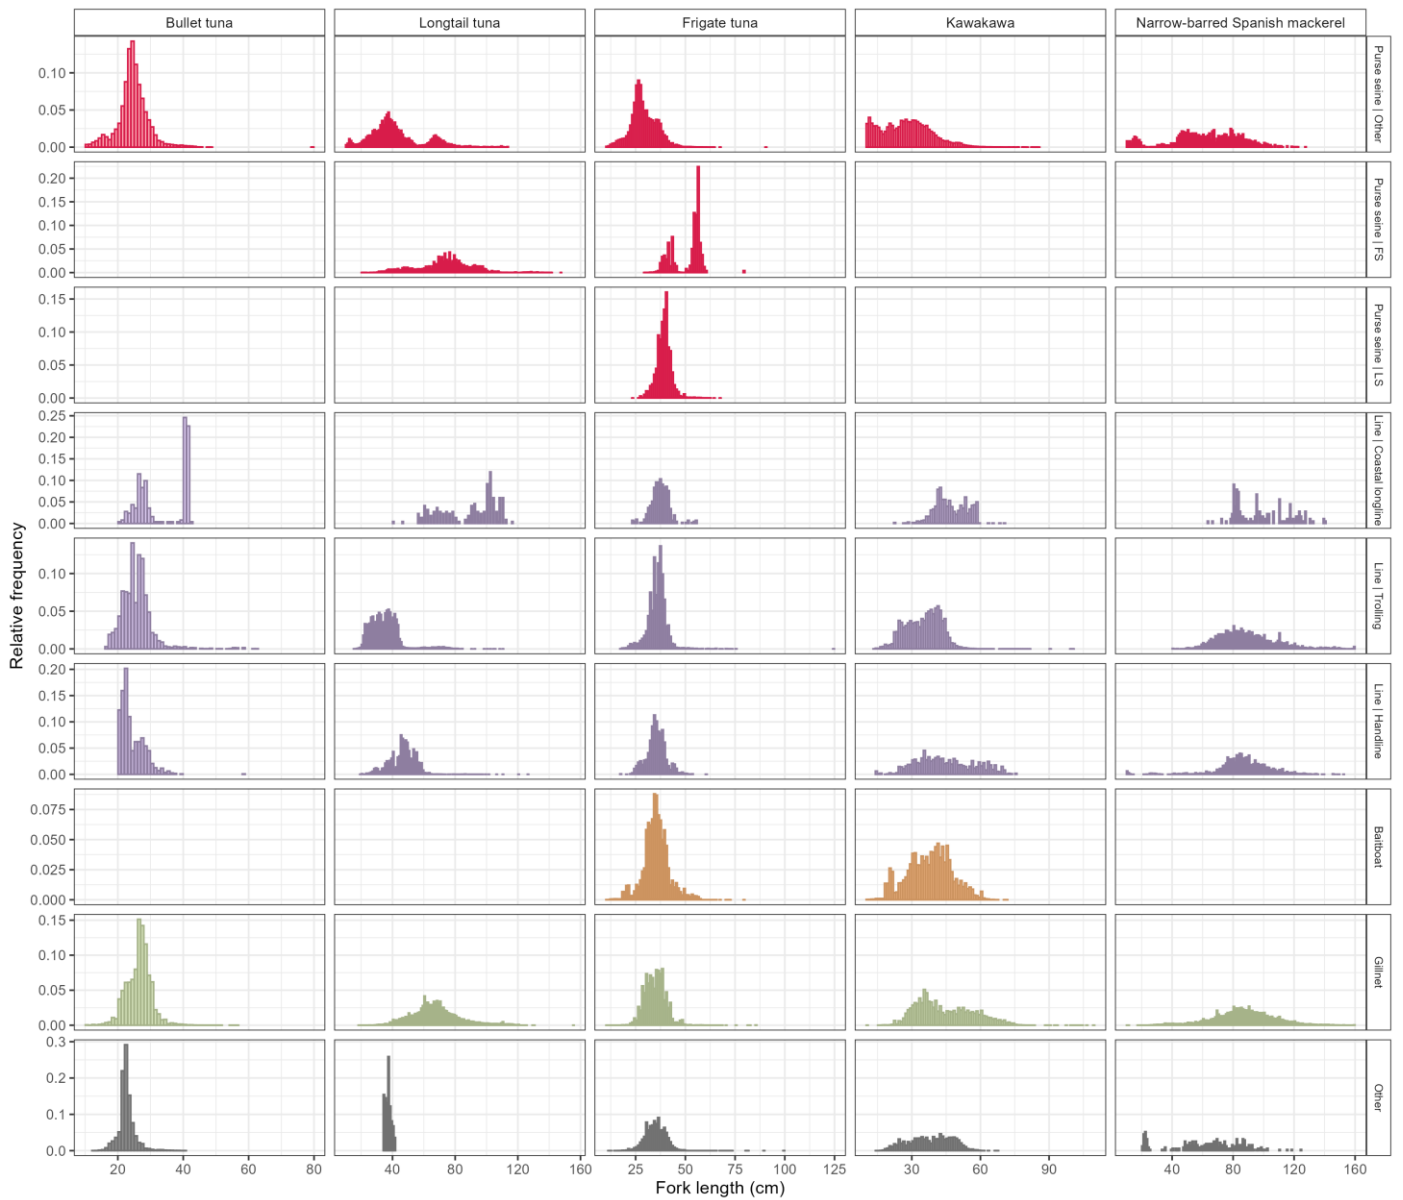 Bullet tuna Longtail tuna Frigate tuna Kawakawa Narrow-barred Spanish mackerel
0.10
0.05
0.00
Purse seine | Other
0.20
0.15
0.10
0.05
0.00
Purse seine | FS
0.15
0.10
0.05
0.00
Purse seine | LS
0.25
0.20
0.15
0.10
0.05
0.00
Line | Coastal longline
0.10
0.05
0.00
Line | Trolling
0.20
0.15
0.10
0.05
0.00
Line | Handline
0.075
0.050
0.025
0.000
Baitboat
0.15
0.10
0.05
0.00
Gillnet
0.3
0.2
0.1
0.0
Other
Relative frequency
20 40 60 80 40 80 120 160 25 50 75 100 125 30 60 90 40 80 120 160
Fork length (cm)